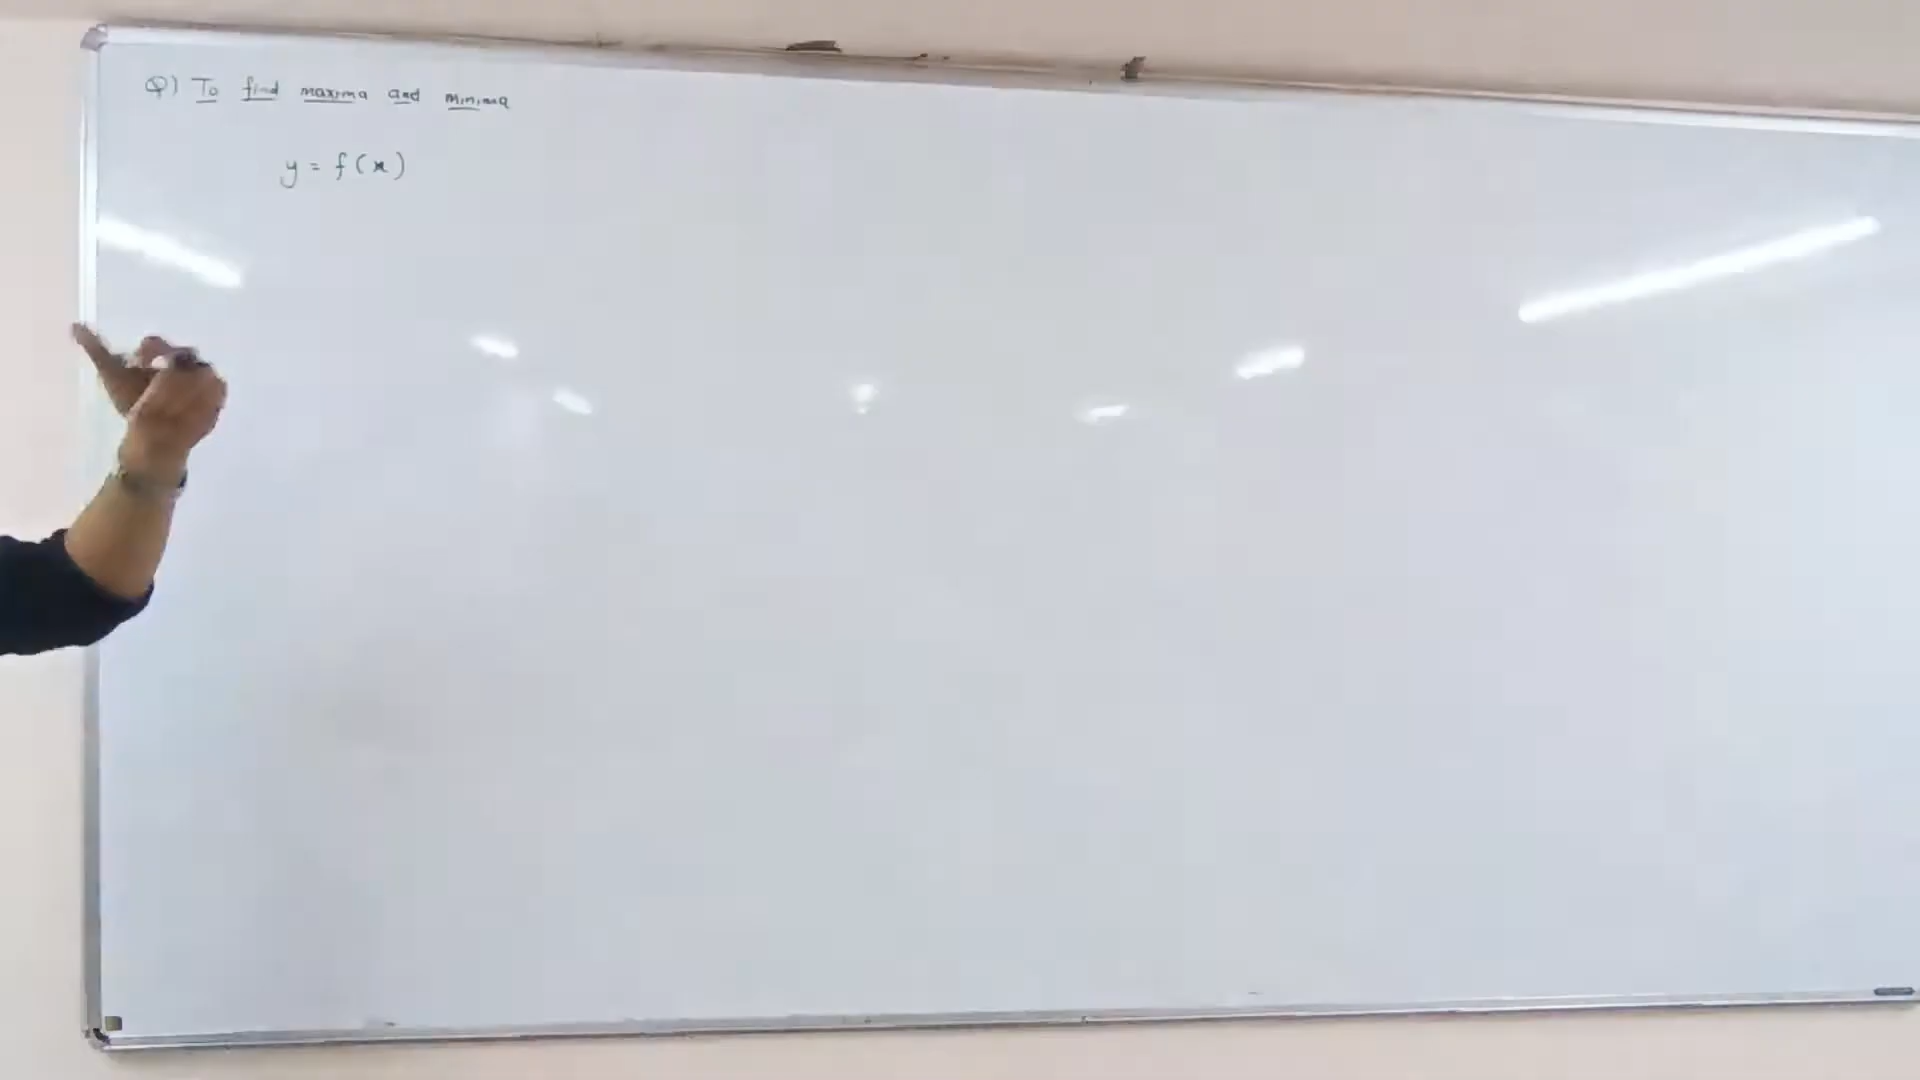 Q) To find maxima and minima
y = f(x)